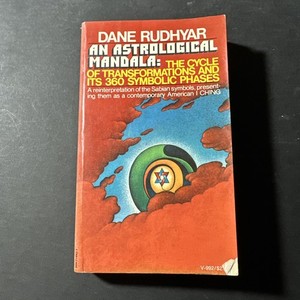 DANE RUDHYAR
AN ASTROLOGICAL
MANDALA: THE CYCLE
OF TRANSFORMATIONS AND
ITS 360 SYMBOLIC PHASES
A reinterpretation of the Sabian symbols, present-
ing them as a contemporary American I CHING